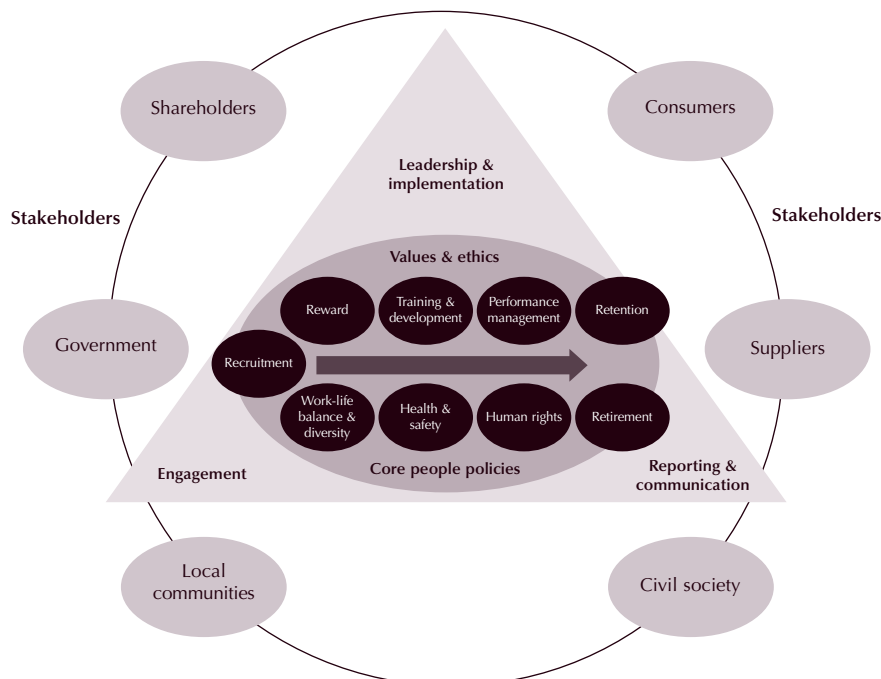 Shareholders
Consumers
Leadership &
implementation
Stakeholders
Stakeholders
Values & ethics
Reward
Training &
development
Performance
management
Retention
Government
Recruitment
Suppliers
Work-life
balance &
diversity
Health &
safety
Human rights
Retirement
Engagement
Core people policies
Reporting &
communication
Local
communities
Civil society